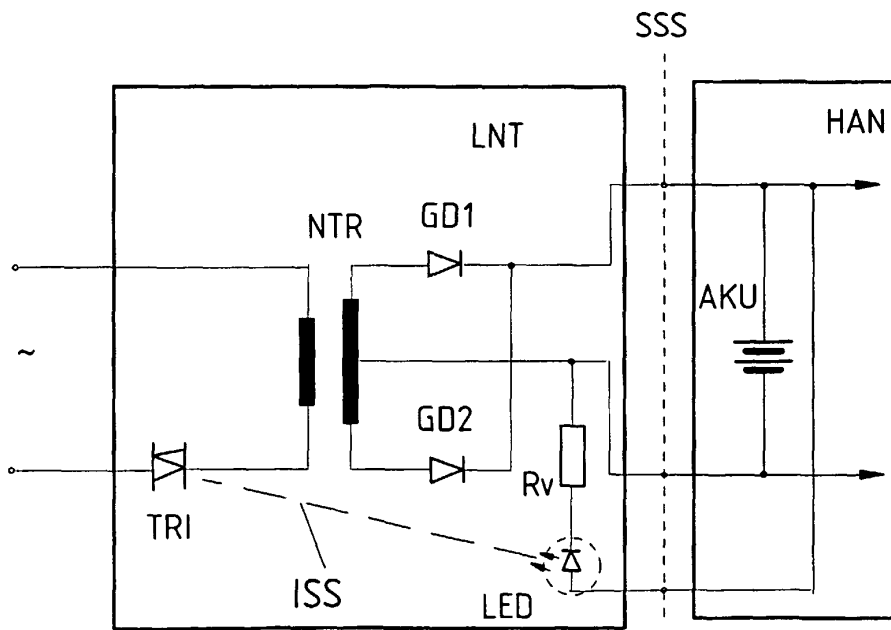 SSS
LNT
HAN
NTR
GD1
AKU
~
GD2
Rv
TRI
ISS
LED